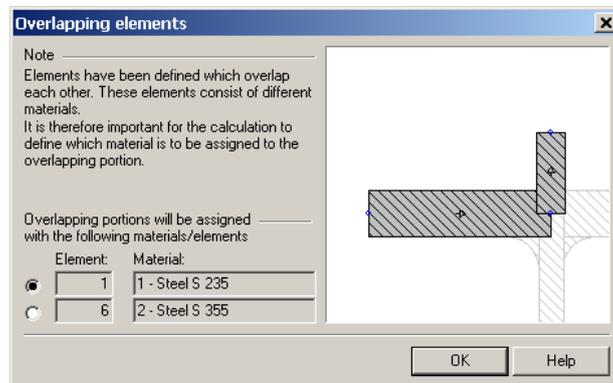 Overlapping elements
Note
Elements have been defined which overlap
each other. These elements consist of different
materials.
It is therefore important for the calculation to
define which material is to be assigned to the
overlapping portion.
Overlapping portions will be assigned
with the following materials/elements
Element: Material:
1 1 - Steel S 235
6 2 - Steel S 355
OK Help